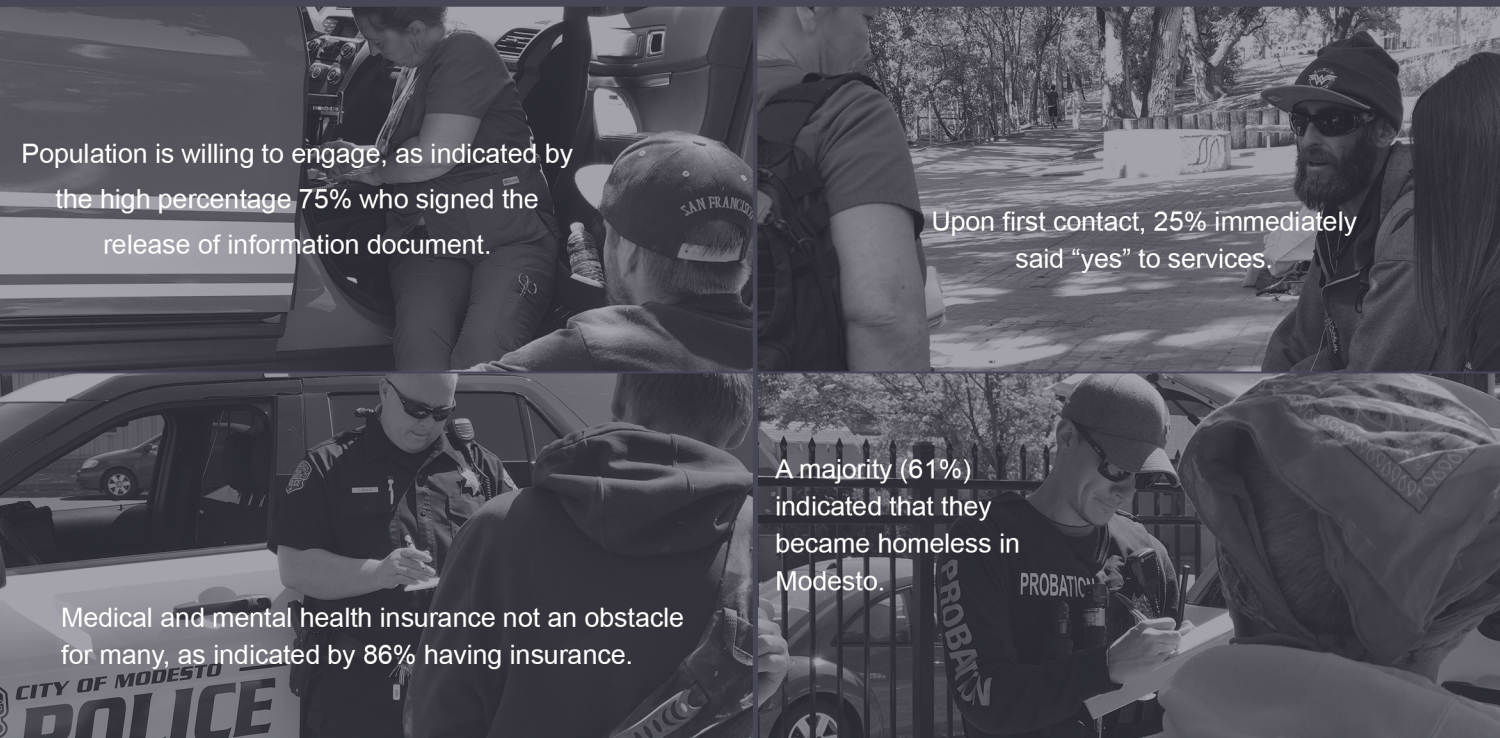 Population is willing to engage, as indicated by
the high percentage 75% who signed the
release of information document.
SAN FRANCISCO
Upon first contact, 25% immediately
said “yes” to services.
Medical and mental health insurance not an obstacle
for many, as indicated by 86% having insurance.
CITY OF MODESTO
POLICE
A majority (61%)
indicated that they
became homeless in
Modesto.
PROBATION
PROBATION